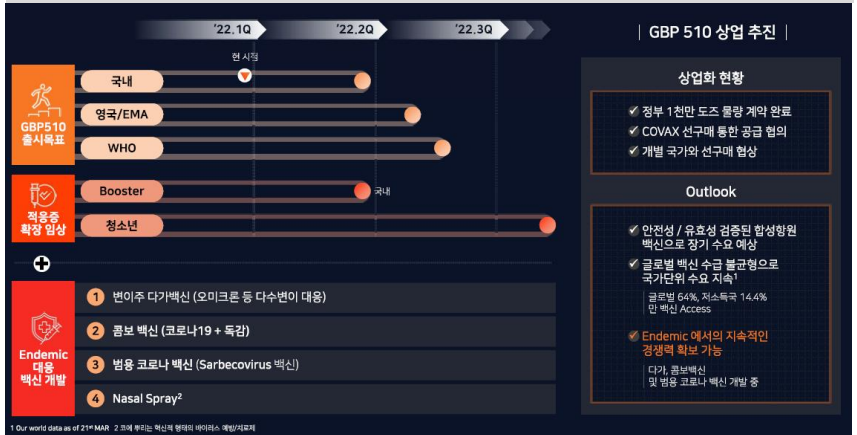 '22.1Q
'22.2Q
'22.3Q
현 시점
GBP510
출시목표
국내
영국/EMA
WHO
적응증
확장 임상
Booster
국내
청소년
Endemic
대응
백신 개발
1 변이주 다가백신 (오미크론 등 다수변이 대응)
2 콤보 백신 (코로나19 + 독감)
3 범용 코로나 백신 (Sarbecovirus 백신)
4 Nasal Spray2
| GBP 510 상업 추진 |
상업화 현황
✓ 정부 1천만 도즈 물량 계약 완료
✓ COVAX 선구매 통한 공급 협의
✓ 개별 국가와 선구매 협상
Outlook
✓ 안전성 / 유효성 검증된 합성항원
백신으로 장기 수요 예상
✓ 글로벌 백신 수급 불균형으로
국가단위 수요 지속1
글로벌 64%, 저소득국 14.4%
만 백신 Access
✓ Endemic 에서의 지속적인
경쟁력 확보 가능
다가, 콤보백신
및 범용 코로나 백신 개발 중
1 Our world data as of 21st MAR 2 코에 뿌리는 혁신적 형태의 바이러스 예방/치료제